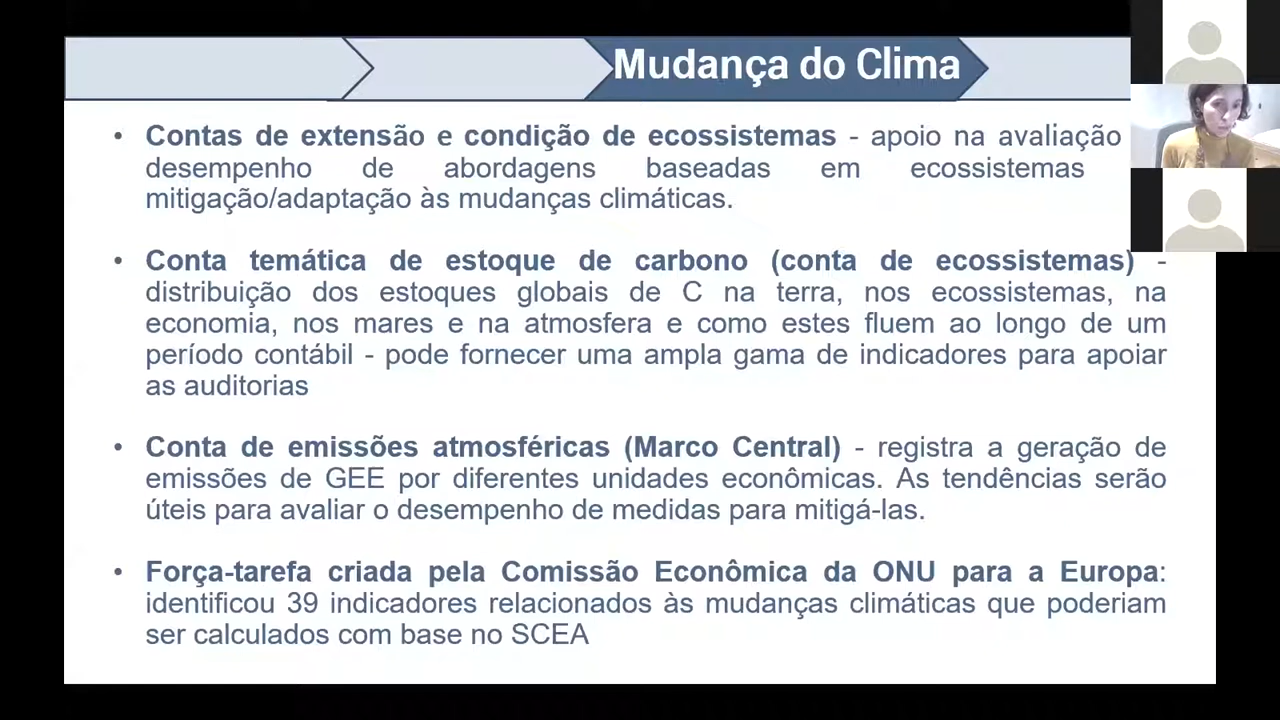 Mudança do Clima
• Contas de extensão e condição de ecossistemas - apoio na avaliação
desempenho de abordagens baseadas em ecossistemas
mitigação/adaptação às mudanças climáticas.
• Conta temática de estoque de carbono (conta de ecossistemas) -
distribuição dos estoques globais de C na terra, nos ecossistemas, na
economia, nos mares e na atmosfera e como estes fluem ao longo de um
período contábil - pode fornecer uma ampla gama de indicadores para apoiar
as auditorias
• Conta de emissões atmosféricas (Marco Central) - registra a geração de
emissões de GEE por diferentes unidades econômicas. As tendências serão
úteis para avaliar o desempenho de medidas para mitigá-las.
• Força-tarefa criada pela Comissão Econômica da ONU para a Europa:
identificou 39 indicadores relacionados às mudanças climáticas que poderiam
ser calculados com base no SCEA